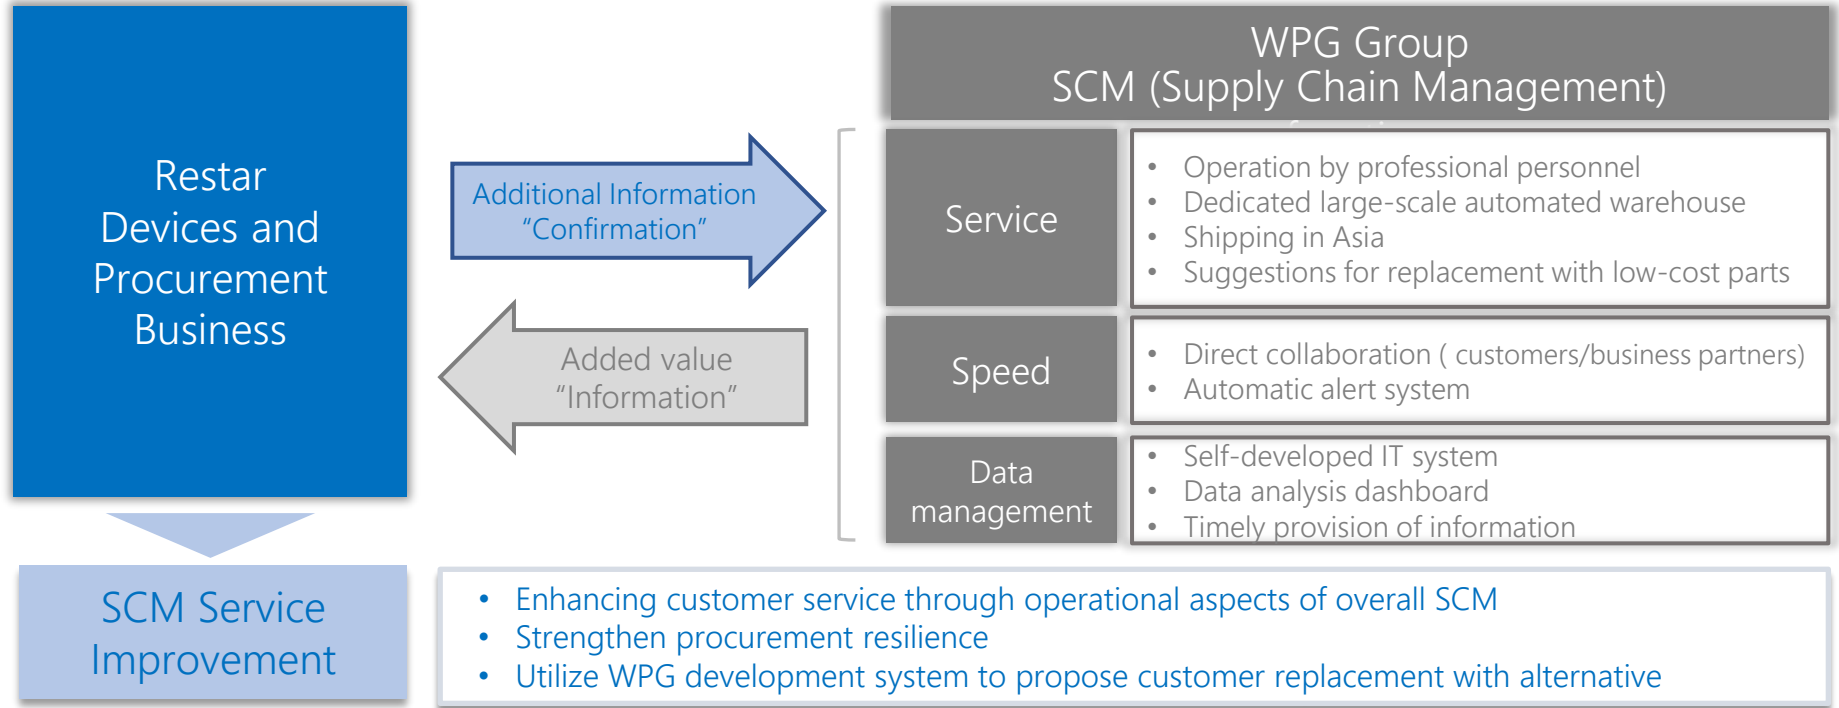 Restar
Devices and
Procurement
Business
Additional Information
“Confirmation”
Added value
“Information”
WPG Group
SCM (Supply Chain Management)
Service
• Operation by professional personnel
• Dedicated large-scale automated warehouse
• Shipping in Asia
• Suggestions for replacement with low-cost parts
Speed
• Direct collaboration ( customers/business partners)
• Automatic alert system
Data
management
• Self-developed IT system
• Data analysis dashboard
• Timely provision of information
SCM Service
Improvement
• Enhancing customer service through operational aspects of overall SCM
• Strengthen procurement resilience
• Utilize WPG development system to propose customer replacement with alternative